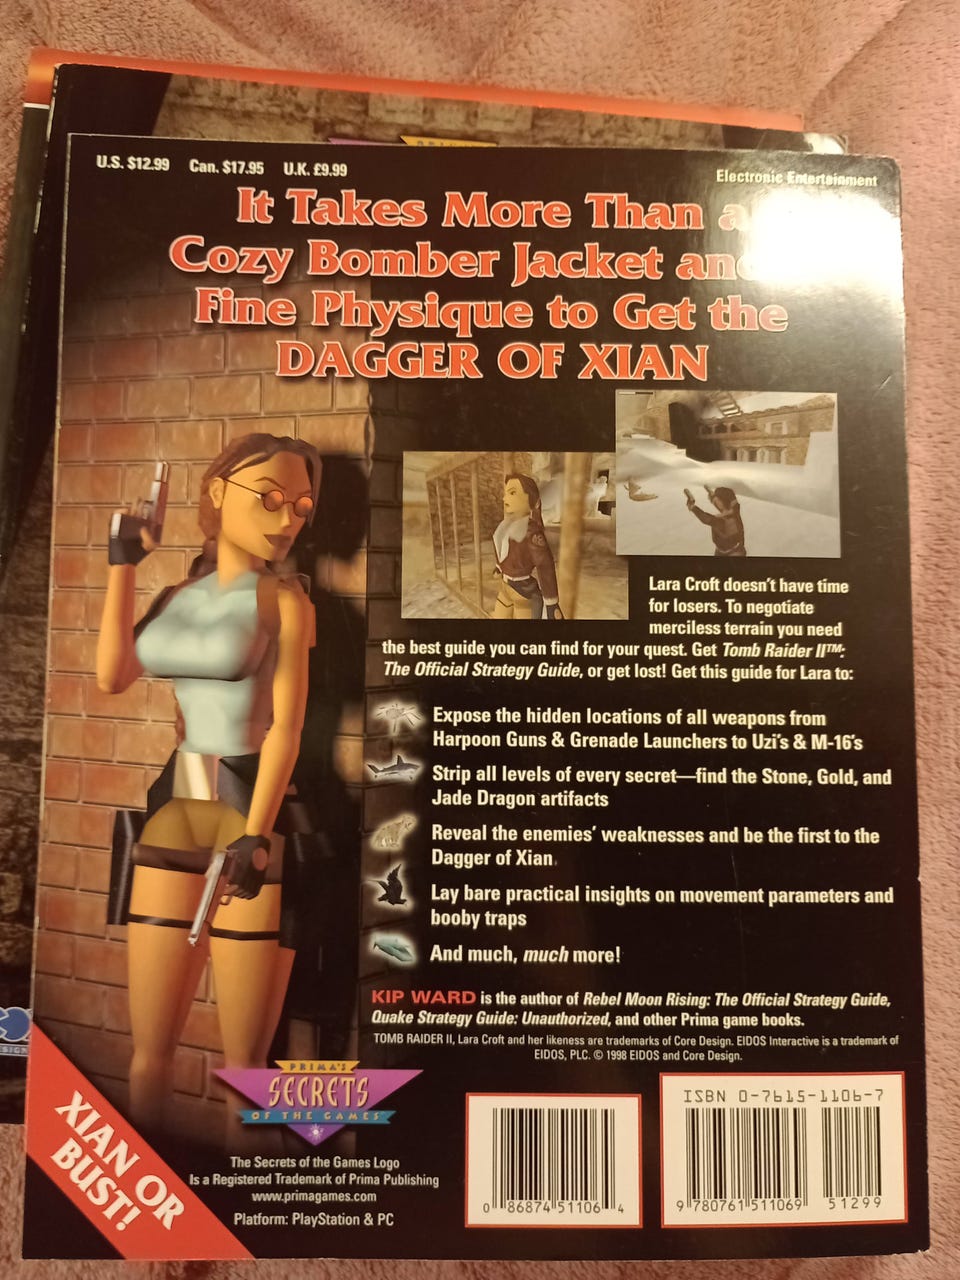 U.S. $12.99 Can. $17.95 U.K. £9.99
Electronic Entertainment
It Takes More Than a
Cozy Bomber Jacket and
Fine Physique to Get the
DAGGER OF XIAN
Lara Croft doesn't have time
for losers. To negotiate
merciless terrain you need
the best guide you can find for your quest. Get Tomb Raider II™:
The Official Strategy Guide, or get lost! Get this guide for Lara to:
Expose the hidden locations of all weapons from
Harpoon Guns & Grenade Launchers to Uzi's & M-16's
Strip all levels of every secret—find the Stone, Gold, and
Jade Dragon artifacts
Reveal the enemies' weaknesses and be the first to the
Dagger of Xian
Lay bare practical insights on movement parameters and
booby traps
And much, much more!
KIP WARD is the author of Rebel Moon Rising: The Official Strategy Guide,
Quake Strategy Guide: Unauthorized, and other Prima game books.
TOMB RAIDER II, Lara Croft and her likeness are trademarks of Core Design. EIDOS Interactive is a trademark of
EIDOS, PLC. © 1998 EIDOS and Core Design.
PRIMA'S
SECRETS
OF THE GAMES
The Secrets of the Games Logo
Is a Registered Trademark of Prima Publishing
www.primagames.com
Platform: PlayStation & PC
XIAN OR
BUST!
0 86874 51106 4
ISBN 0-7615-1106-7
9 780761 511069 51299